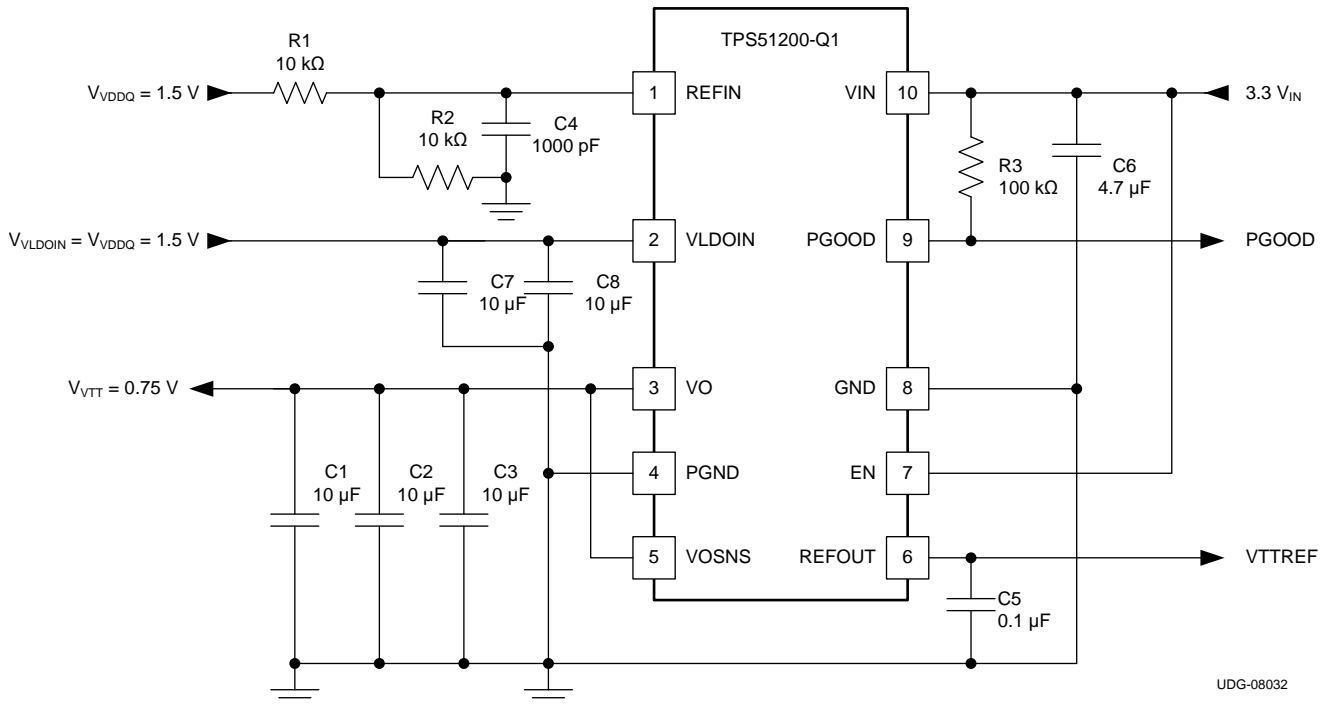 TPS51200-Q1
R1
10 kΩ
V_VDDQ = 1.5 V
1
REFIN
VIN
10
3.3 V_IN
R2
10 kΩ
C4
1000 pF
R3
100 kΩ
C6
4.7 µF
V_VLDOIN = V_VDDQ = 1.5 V
2
VLDOIN
PGOOD
9
PGOOD
C7
10 µF
C8
10 µF
V_VTT = 0.75 V
3
VO
GND
8
C1
10 µF
C2
10 µF
C3
10 µF
4
PGND
EN
7
5
VOSNS
REFOUT
6
VTTREF
C5
0.1 µF
UDG-08032